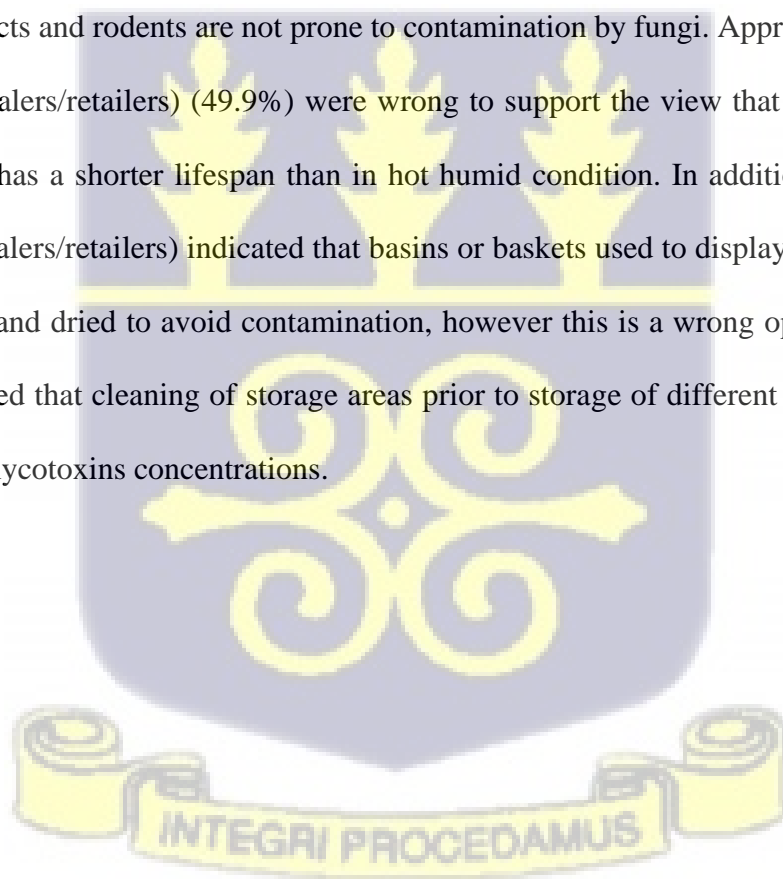 cts and rodents are not prone to contamination by fungi. Appr
alers/retailers) (49.9%) were wrong to support the view that
has a shorter lifespan than in hot humid condition. In additi
alers/retailers) indicated that basins or baskets used to display
and dried to avoid contamination, however this is a wrong op
ed that cleaning of storage areas prior to storage of different
ycotoxins concentrations.
INTEGRI PROCEDAMUS